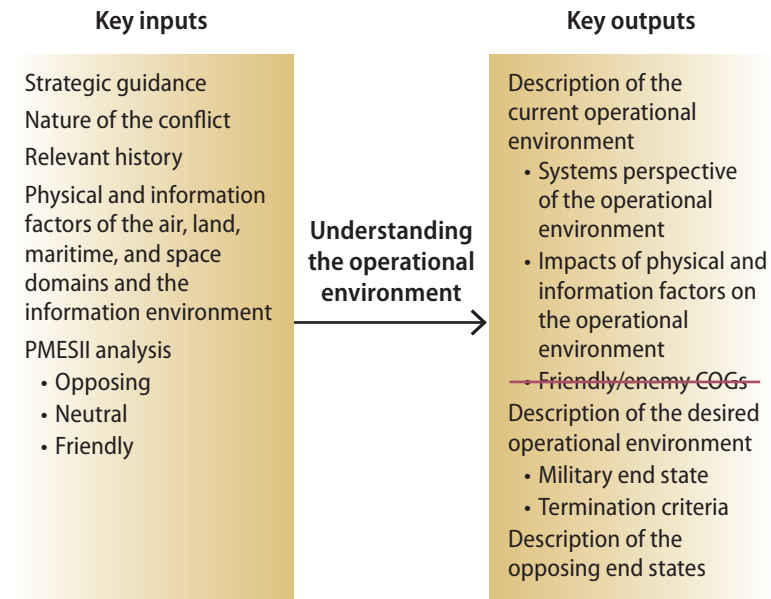 Key inputs
Strategic guidance
Nature of the conflict
Relevant history
Physical and information
factors of the air, land,
maritime, and space
domains and the
information environment
PMESII analysis
• Opposing
• Neutral
• Friendly
Understanding
the operational
environment
Key outputs
Description of the
current operational
environment
• Systems perspective
of the operational
environment
• Impacts of physical and
information factors on
the operational
environment
• Friendly/enemy COGs
Description of the desired
operational environment
• Military end state
• Termination criteria
Description of the
opposing end states